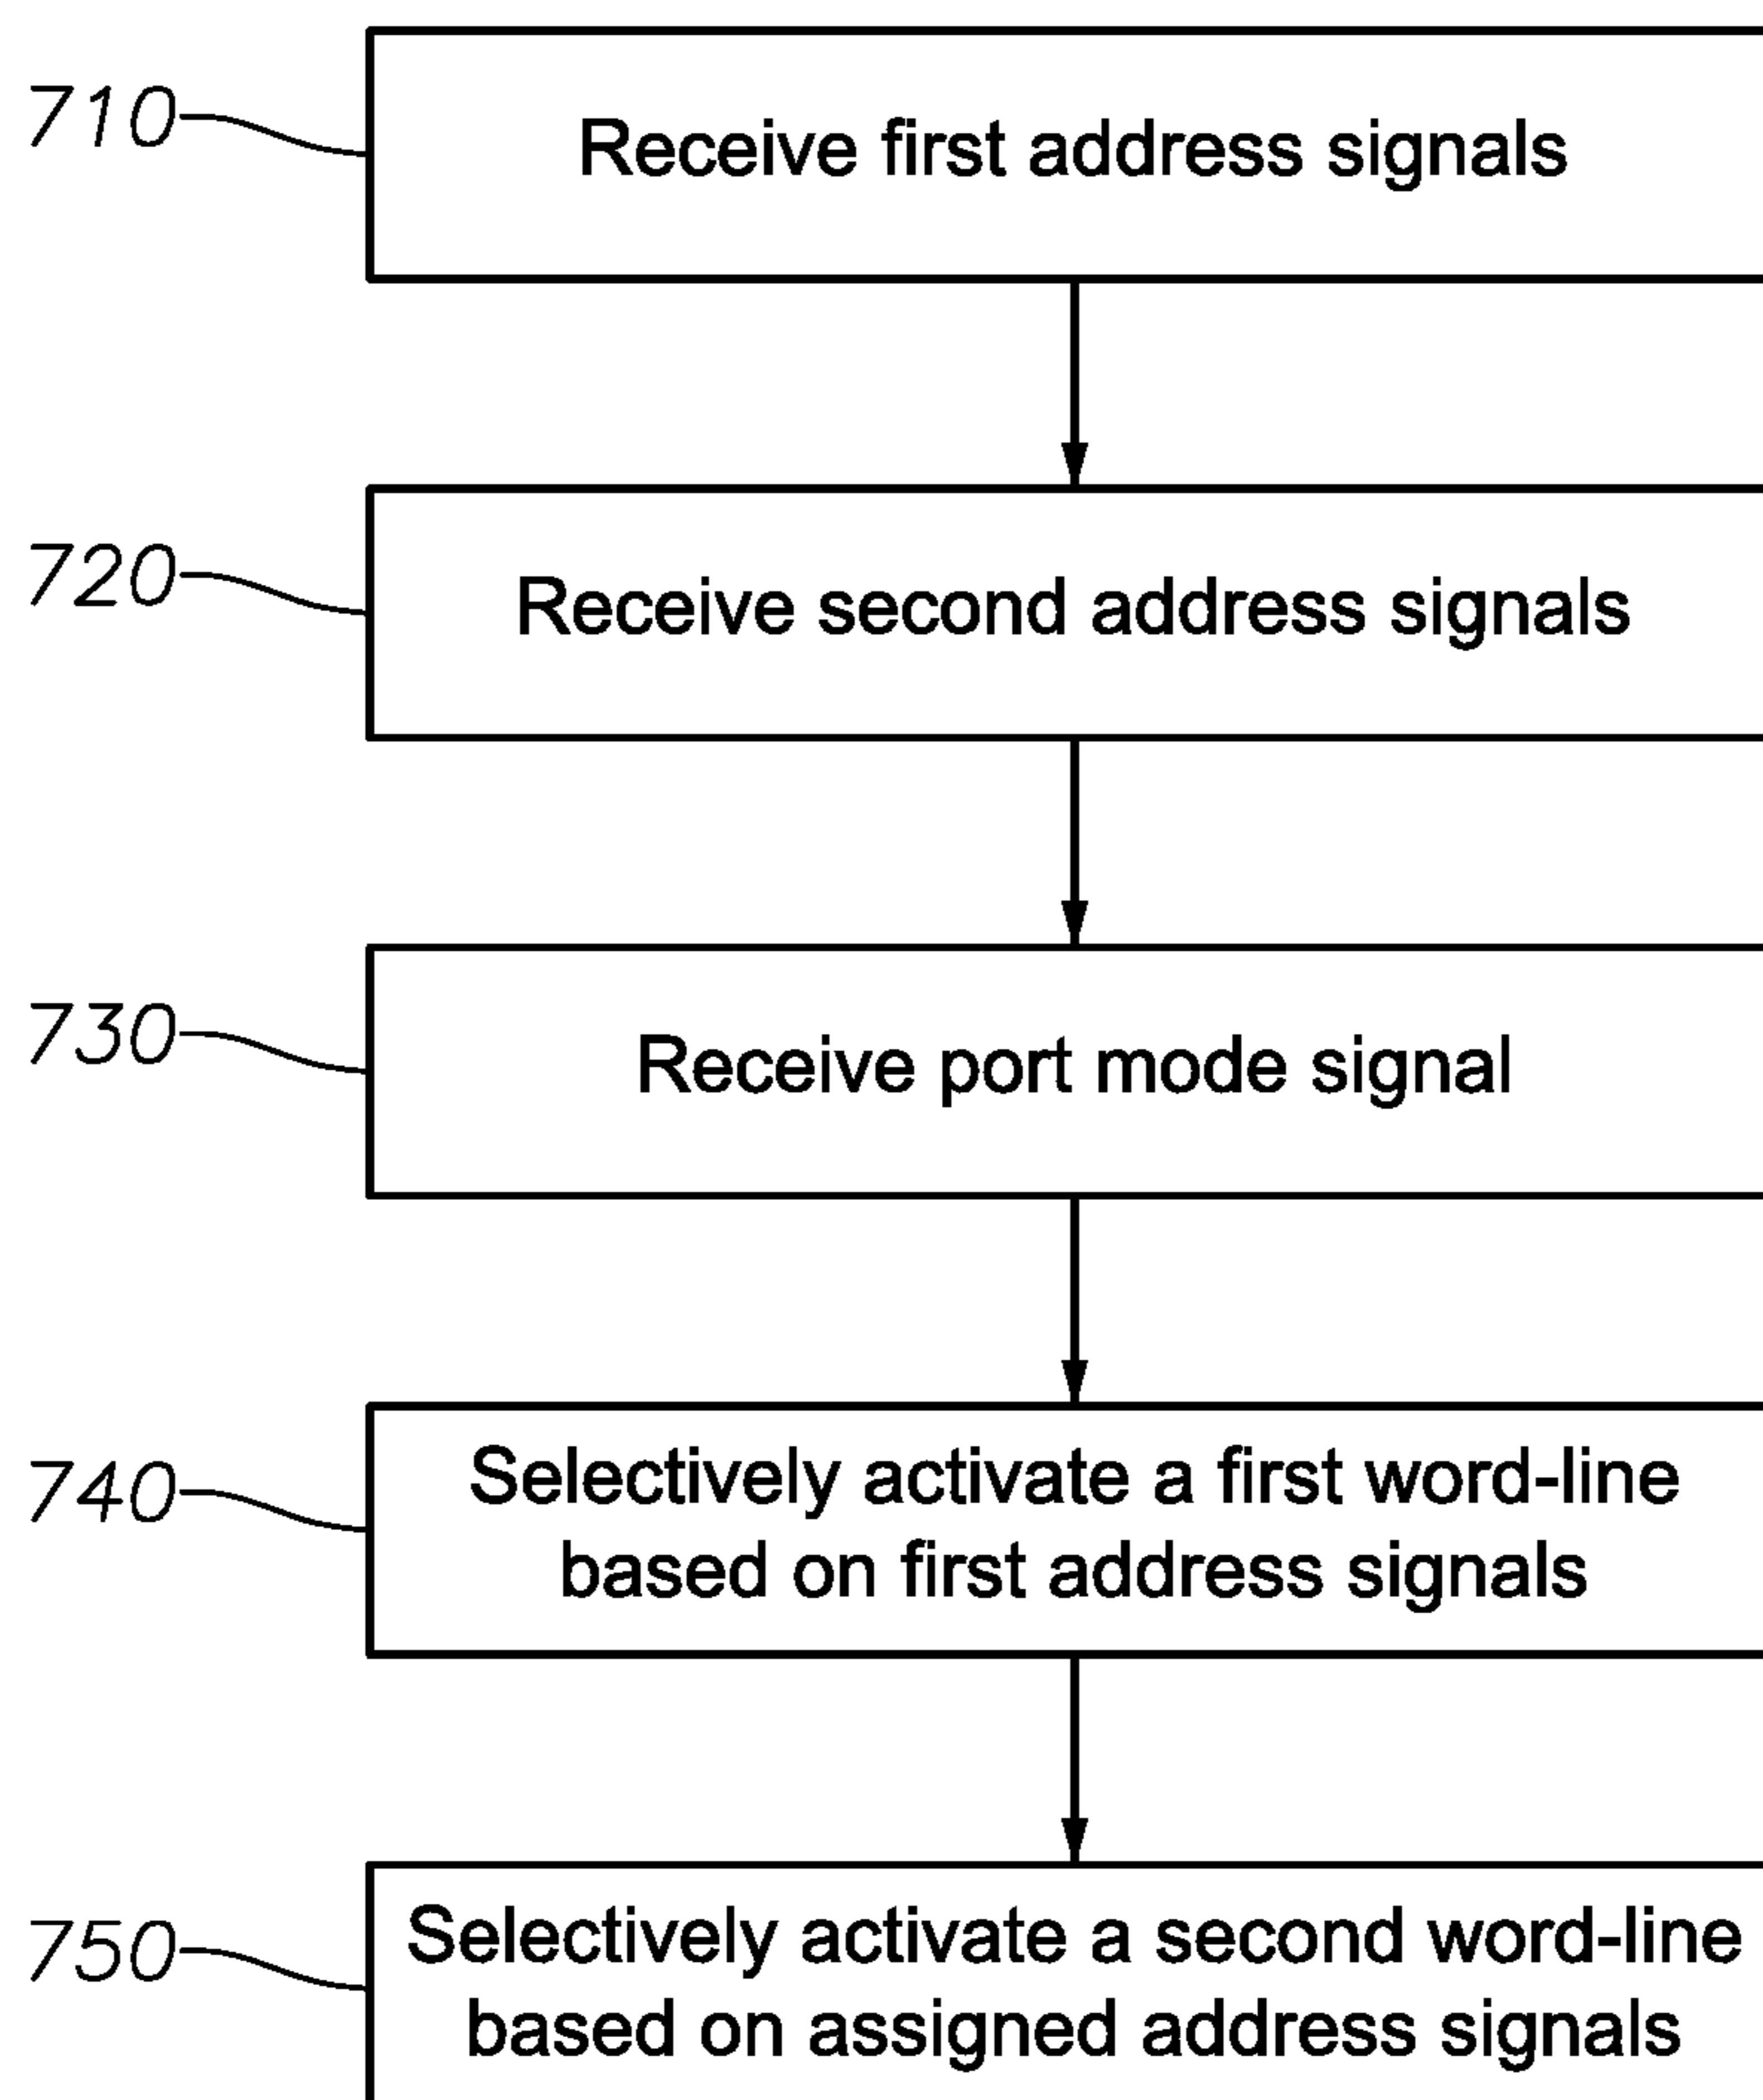 710
Receive first address signals
720
Receive second address signals
730
Receive port mode signal
740
Selectively activate a first word-line
based on first address signals
750
Selectively activate a second word-line
based on assigned address signals